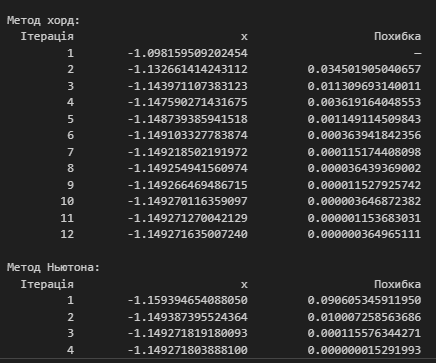 Метод хорд:
Ітерація x Похибка
1 -1.098159509202454 —
2 -1.132661414243112 0.034501905040657
3 -1.143971107383123 0.011309693140011
4 -1.147590271431675 0.003619164048553
5 -1.148739385941518 0.001149114509843
6 -1.149103327783874 0.000363941842356
7 -1.149218502191972 0.000115174408098
8 -1.149254941560974 0.000036439369002
9 -1.149266469486715 0.000011527925742
10 -1.149270116359097 0.000003646872382
11 -1.149271270042129 0.000001153683031
12 -1.149271635007240 0.000000364965111
Метод Ньютона:
Ітерація x Похибка
1 -1.159394654088050 0.090605345911950
2 -1.149387395524364 0.010007258563686
3 -1.149271819180093 0.000115576344271
4 -1.149271803888100 0.000000015291993